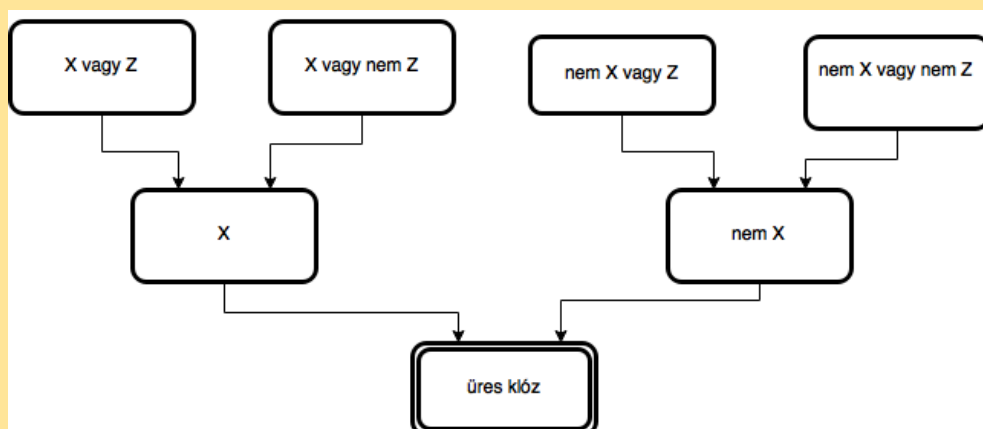 X vagy Z
X vagy nem Z
nem X vagy Z
nem X vagy nem Z
X
nem X
üres klóz